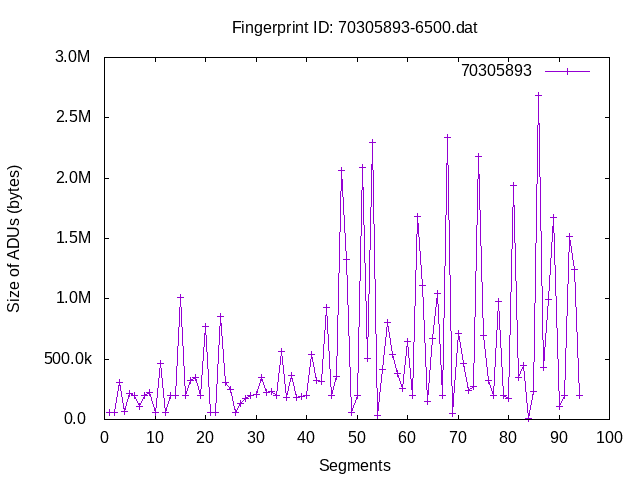 Fingerprint ID: 70305893-6500.dat
3.0M
70305893
2.5M
2.0M
1.5M
1.0M
500.0k
0.0
Size of ADUs (bytes)
0 10 20 30 40 50 60 70 80 90 100
Segments